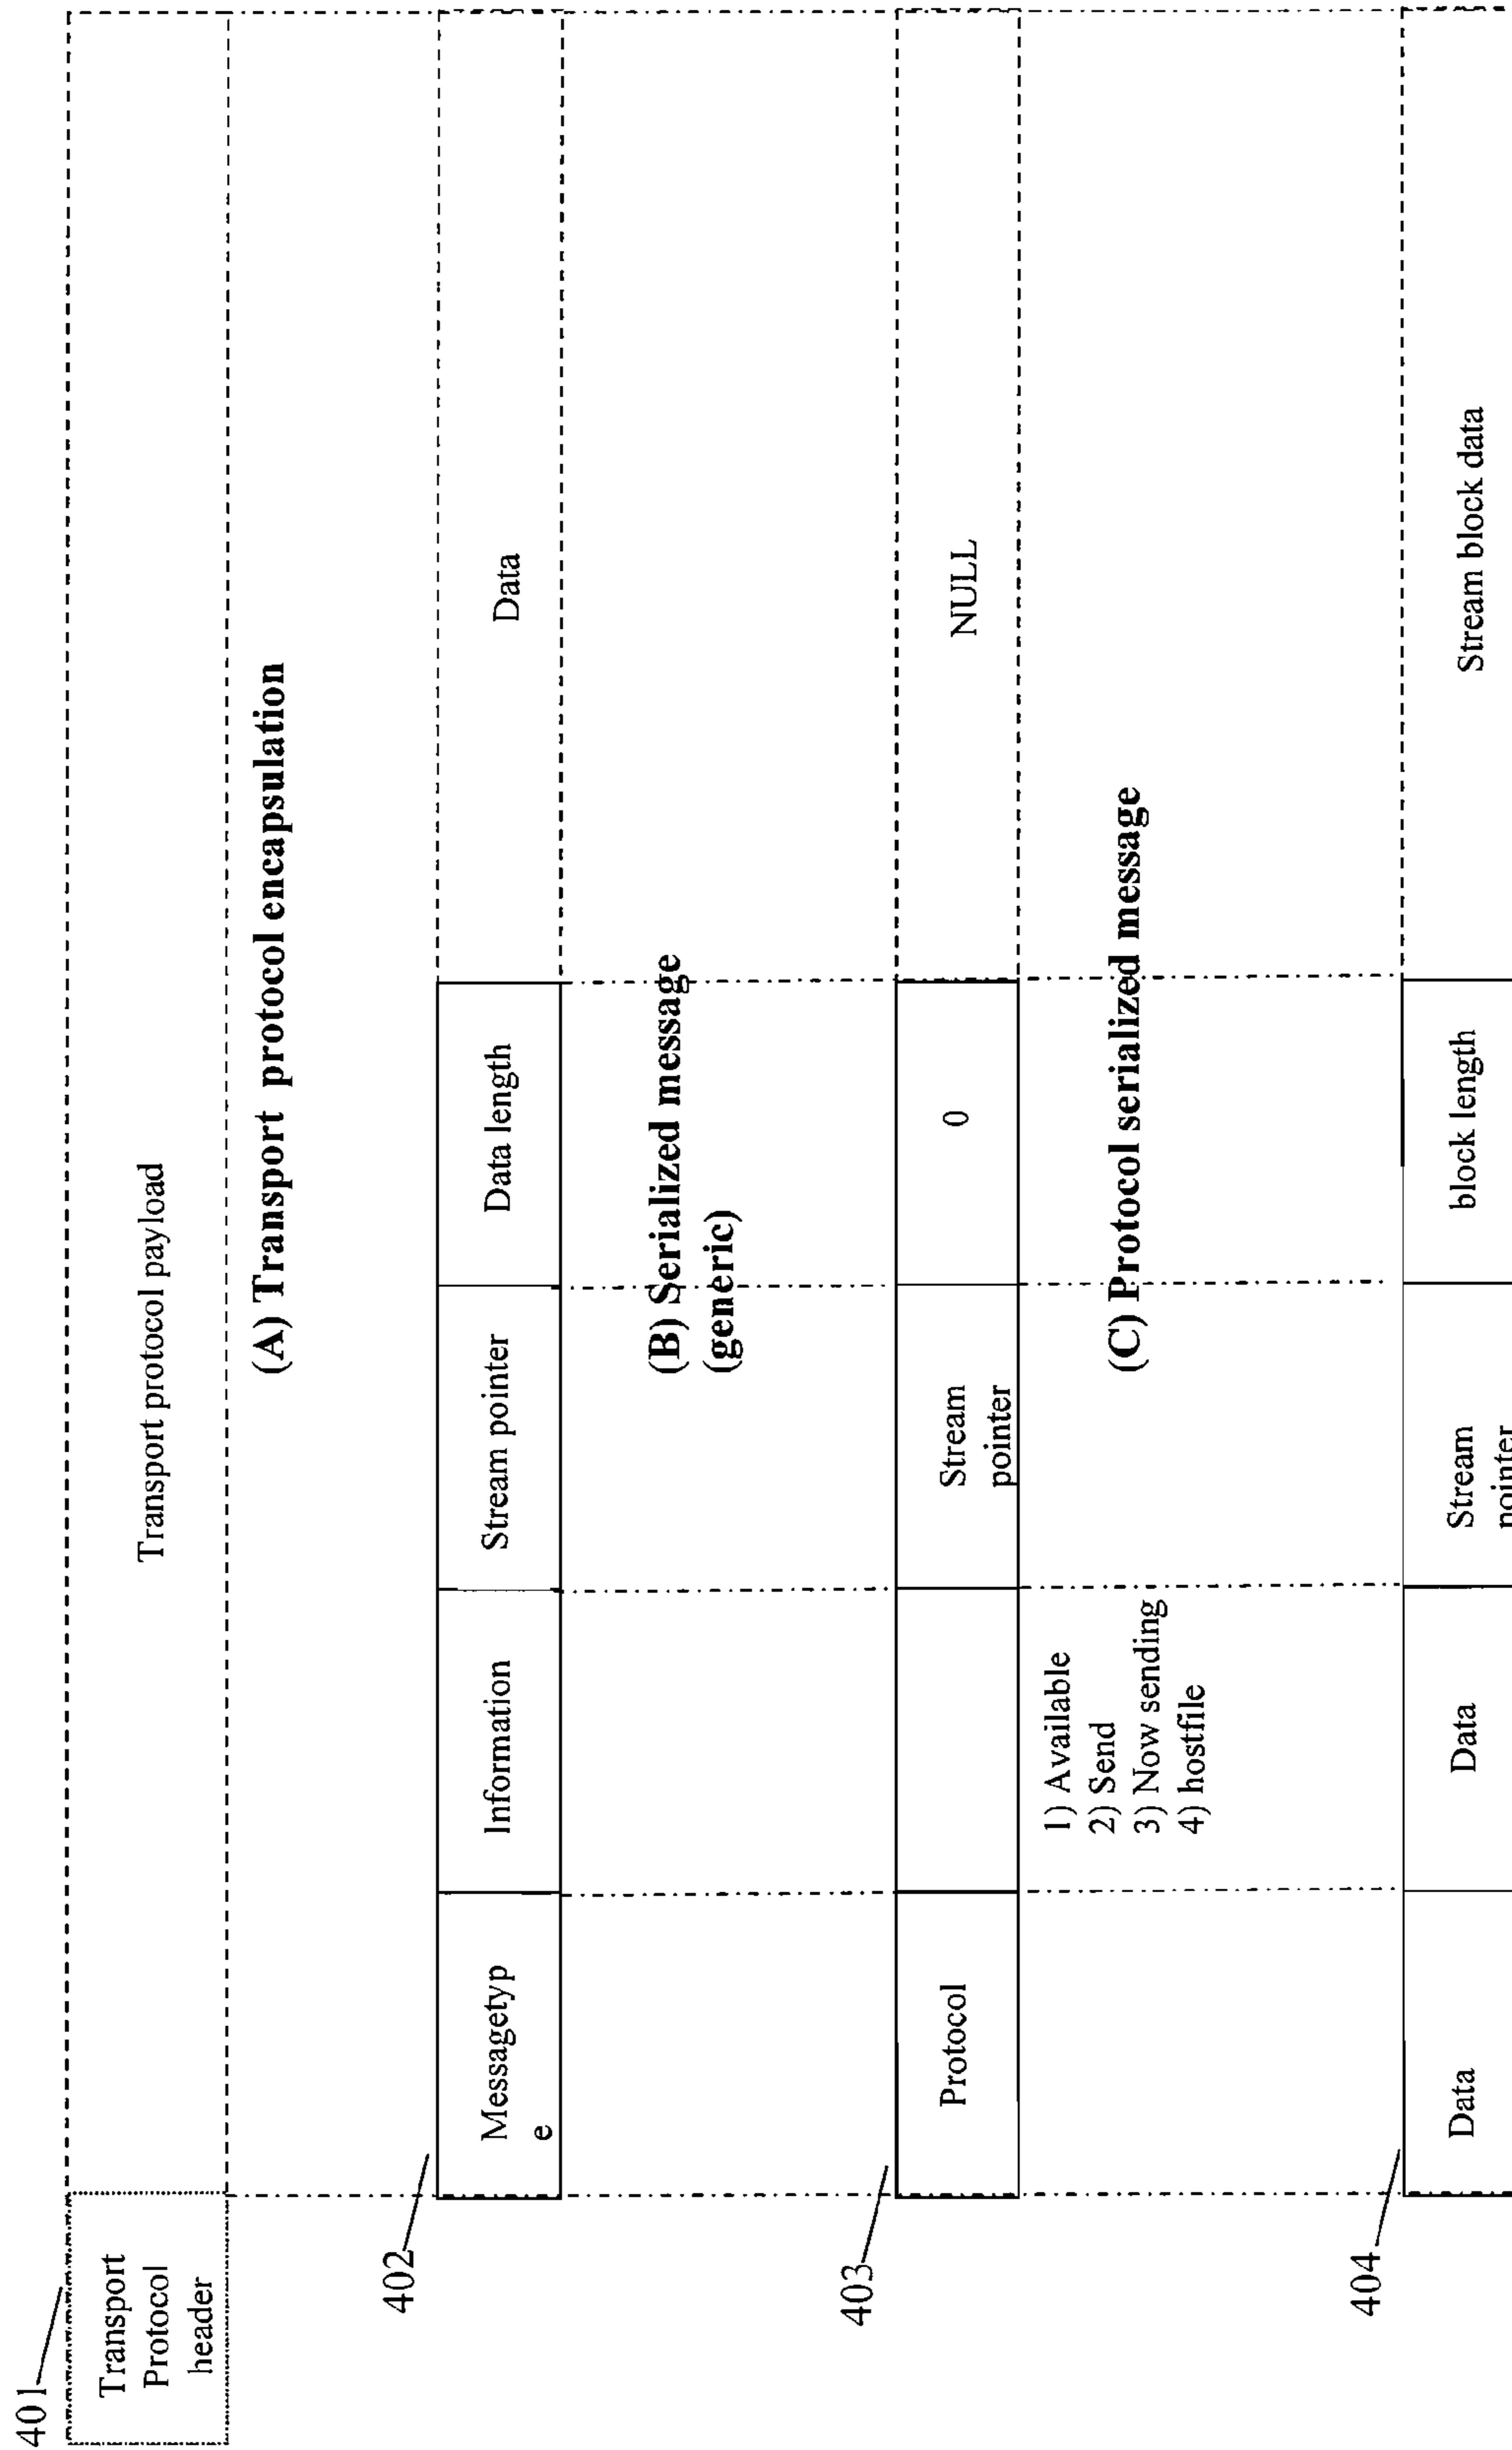 401
Transport
Protocol
header
Transport protocol payload
(A) Transport protocol encapsulation
402
Messagetyp
e
Information
Stream pointer
Data length
Data
(B) Serialized message
(generic)
403
Protocol
Stream
pointer
0
NULL
1) Available
2) Send
3) Now sending
4) hostfile
(C) Protocol serialized message
404
Data
Data
Stream
pointer
block length
Stream block data